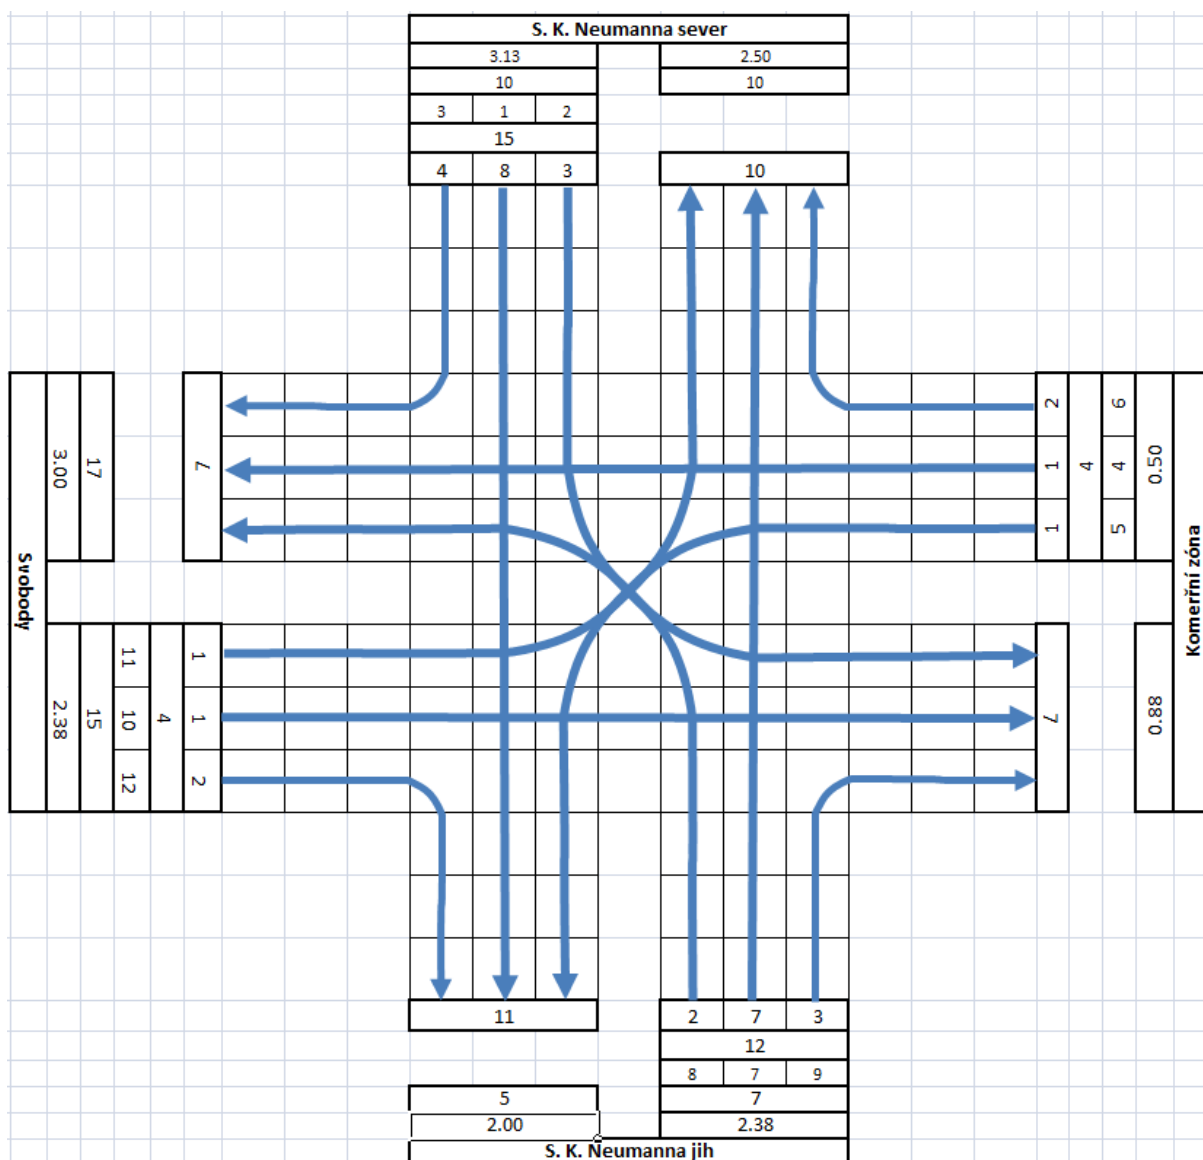 S. K. Neumanna sever
3.13 2.50
10 10
3 1 2
15
4 8 3 10
Svobody
3.00
17
7
2.38
15
11 10 12
4
1 1 2
2 1 1
4
6 4 5
0.50
Komerřní zóna
7
0.88
11 2 7 3
12
8 7 9
5 7
2.00 2.38
S. K. Neumanna jih